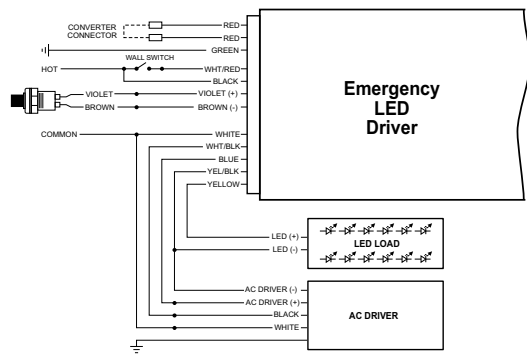 CONVERTER
CONNECTOR
RED
RED
GREEN
HOT
WALL SWITCH
WHT/RED
BLACK
VIOLET
VIOLET (+)
BROWN
BROWN (-)
COMMON
WHITE
WHT/BLK
BLUE
YEL/BLK
YELLOW
Emergency
LED
Driver
LED (+)
LED (-)
LED LOAD
AC DRIVER (-)
AC DRIVER (+)
BLACK
WHITE
AC DRIVER